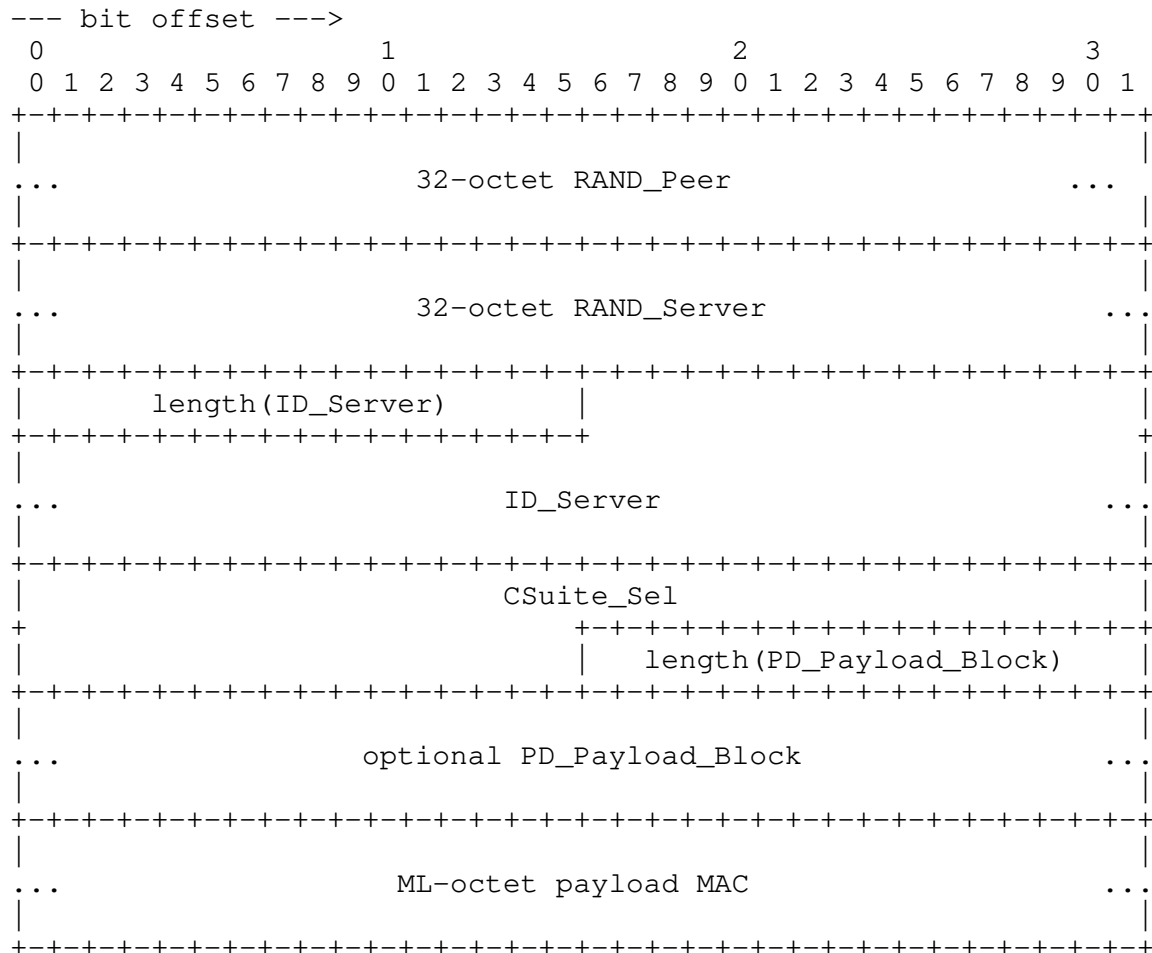 --- bit offset --->
 0                   1                   2                   3
 0 1 2 3 4 5 6 7 8 9 0 1 2 3 4 5 6 7 8 9 0 1 2 3 4 5 6 7 8 9 0 1
+-+-+-+-+-+-+-+-+-+-+-+-+-+-+-+-+-+-+-+-+-+-+-+-+-+-+-+-+-+-+-+-+
|                                                               |
...                    32-octet RAND_Peer                   ...
|                                                               |
+-+-+-+-+-+-+-+-+-+-+-+-+-+-+-+-+-+-+-+-+-+-+-+-+-+-+-+-+-+-+-+-+
|                                                               |
...                    32-octet RAND_Server                   ...
|                                                               |
+-+-+-+-+-+-+-+-+-+-+-+-+-+-+-+-+-+-+-+-+-+-+-+-+-+-+-+-+-+-+-+-+
|       length(ID_Server)       |                               |
+-+-+-+-+-+-+-+-+-+-+-+-+-+-+-+-+                               +
|                                                               |
...                         ID_Server                         ...
|                                                               |
+-+-+-+-+-+-+-+-+-+-+-+-+-+-+-+-+-+-+-+-+-+-+-+-+-+-+-+-+-+-+-+-+
|                           CSuite_Sel                          |
+                               +-+-+-+-+-+-+-+-+-+-+-+-+-+-+-+-+
|                               |   length(PD_Payload_Block)    |
+-+-+-+-+-+-+-+-+-+-+-+-+-+-+-+-+-+-+-+-+-+-+-+-+-+-+-+-+-+-+-+-+
|                                                               |
...                 optional PD_Payload_Block                 ...
|                                                               |
+-+-+-+-+-+-+-+-+-+-+-+-+-+-+-+-+-+-+-+-+-+-+-+-+-+-+-+-+-+-+-+-+
|                                                               |
...                   ML-octet payload MAC                    ...
|                                                               |
+-+-+-+-+-+-+-+-+-+-+-+-+-+-+-+-+-+-+-+-+-+-+-+-+-+-+-+-+-+-+-+-+